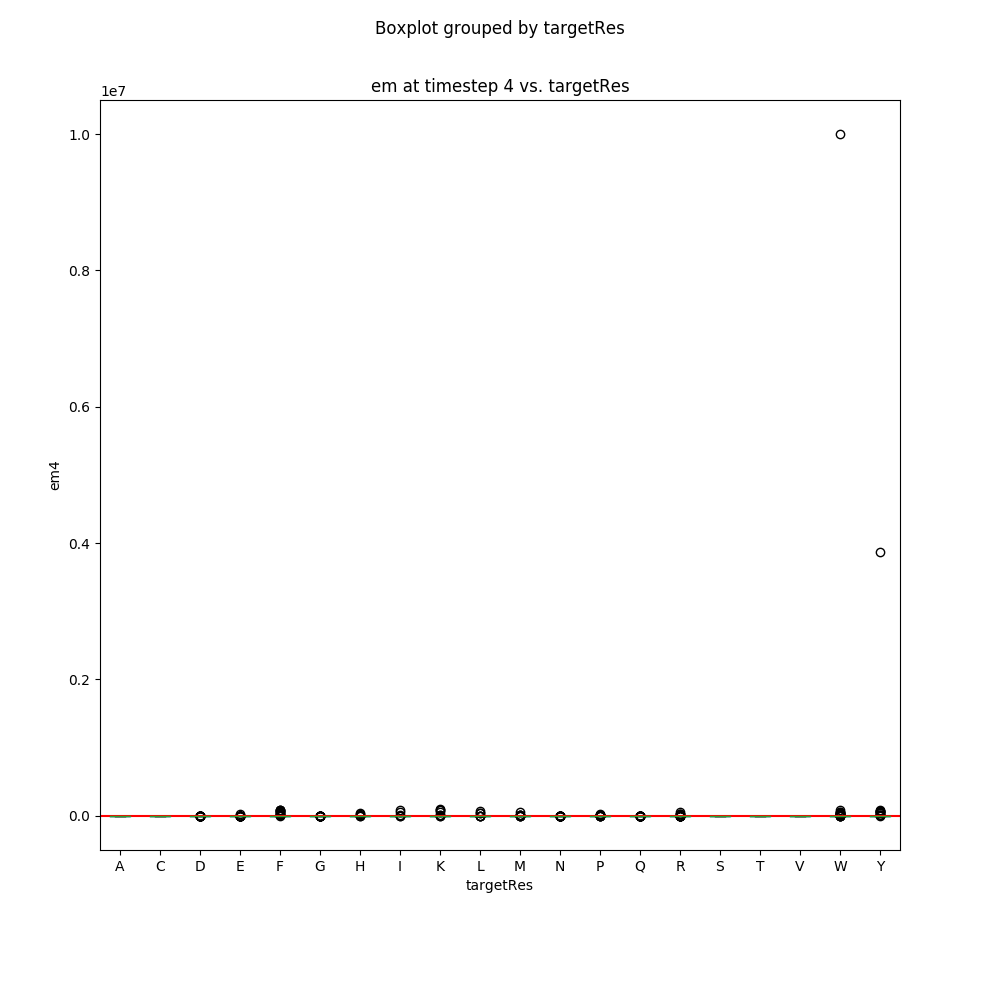 Boxplot grouped by targetRes
em at timestep 4 vs. targetRes
1e7
1.0
0.8
0.6
0.4
0.2
0.0
em4
A C D E F G H I K L M N P Q R S T V W Y
targetRes